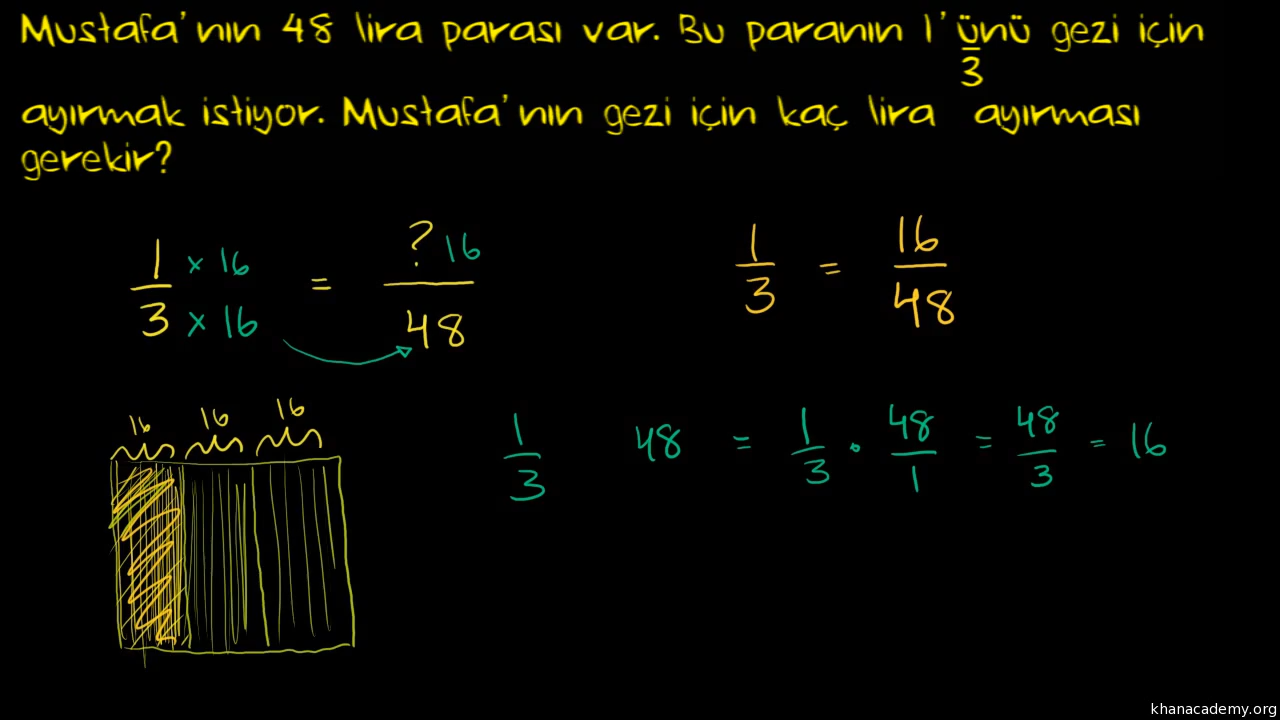 Mustafa'nın 48 lira parası var. Bu paranın 1/3'ünü gezi için
ayırmak istiyor. Mustafa'nın gezi için kaç lira ayırması
gerekir?
1/3 × 16 / × 16 = ? 16 / 48
1/3 = 16/48
16 16 16
1/3 48 = 1/3 · 48/1 = 48/3 = 16
khanacademy.org